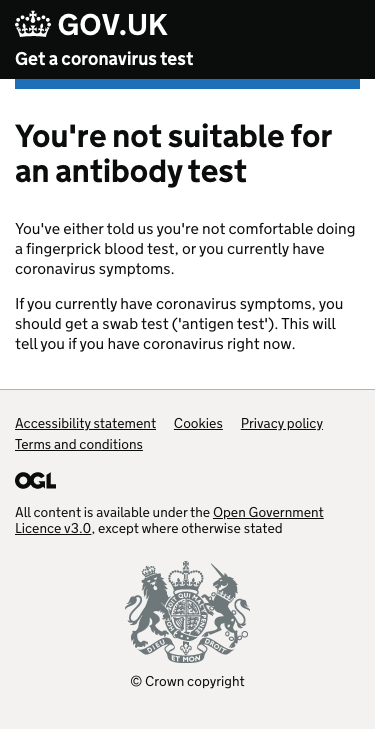 GOV.UK
Get a coronavirus test
You're not suitable for
an antibody test
You've either told us you're not comfortable doing
a fingerprick blood test, or you currently have
coronavirus symptoms.
If you currently have coronavirus symptoms, you
should get a swab test ('antigen test'). This will
tell you if you have coronavirus right now.
Accessibility statement Cookies Privacy policy
Terms and conditions
OGL
All content is available under the Open Government
Licence v3.0, except where otherwise stated
DIEU ET MON DROIT
© Crown copyright